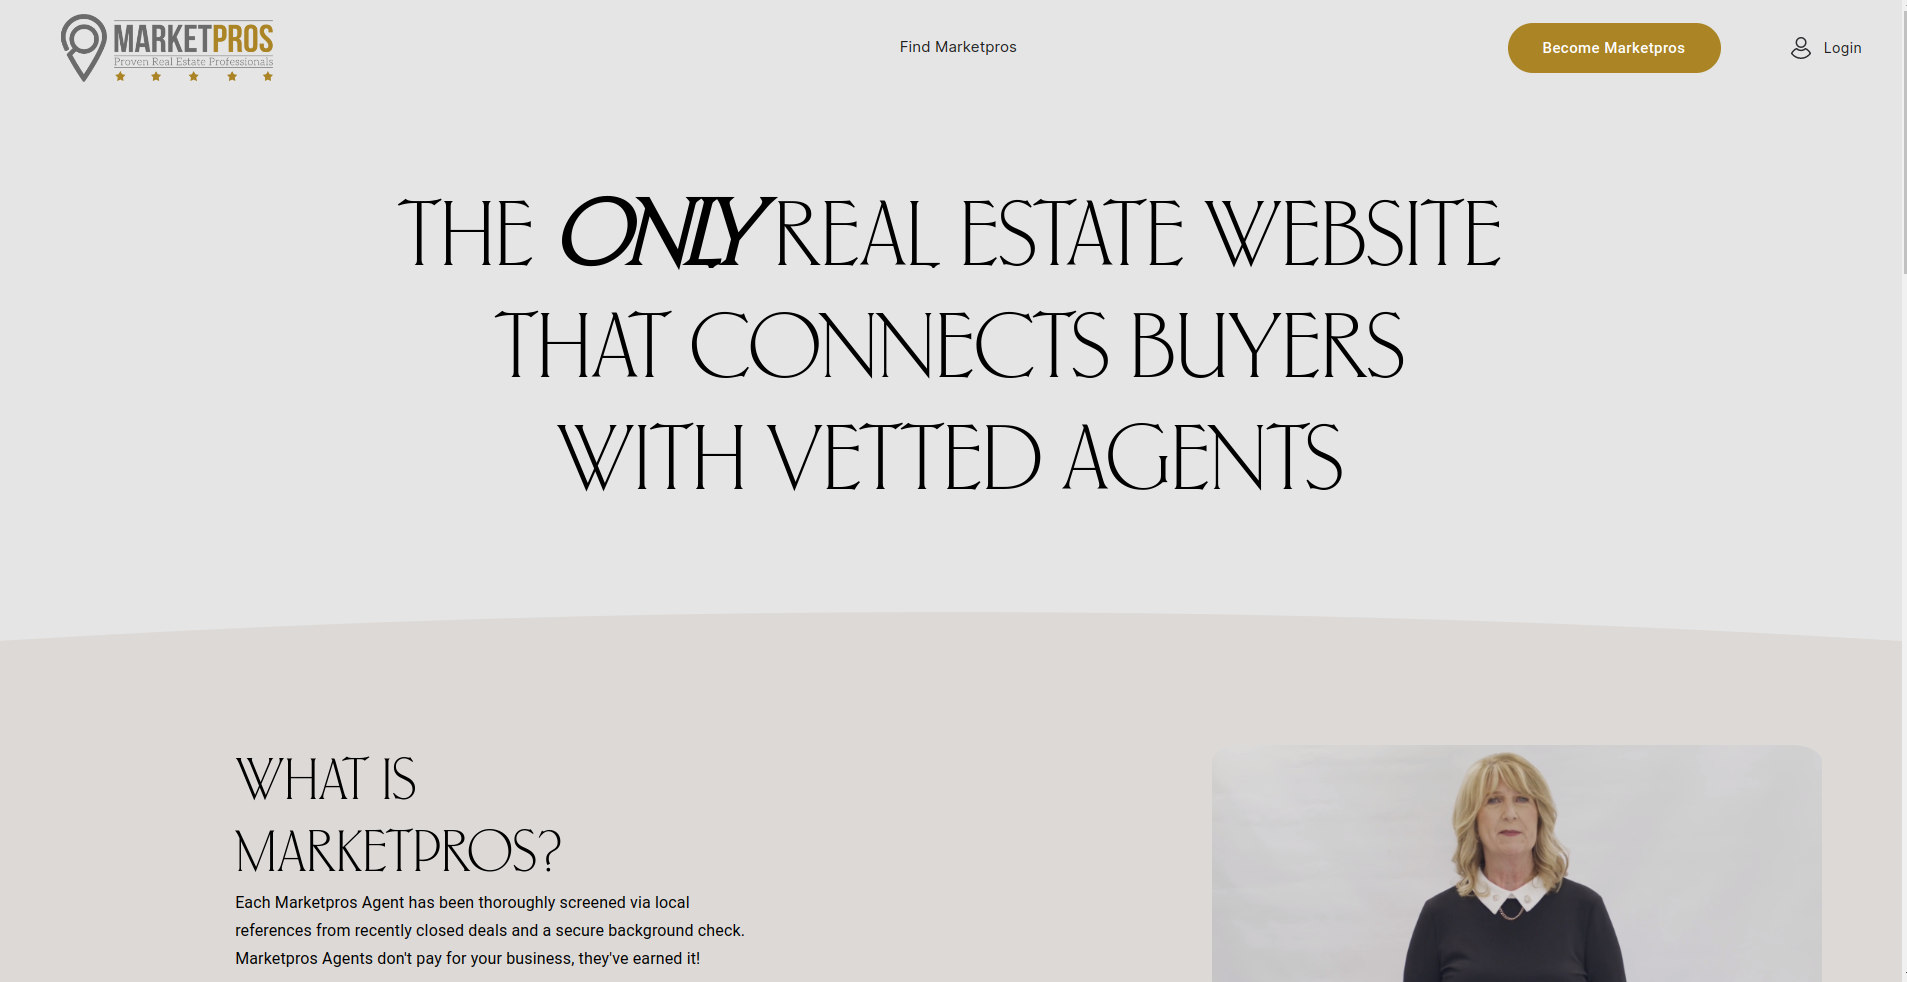 MARKETPROS
Proven Real Estate Professionals
Find Marketpros
Become Marketpros
Login
THE ONLY REAL ESTATE WEBSITE
THAT CONNECTS BUYERS
WITH VETTED AGENTS
WHAT IS
MARKETPROS?
Each Marketpros Agent has been thoroughly screened via local
references from recently closed deals and a secure background check.
Marketpros Agents don't pay for your business, they've earned it!